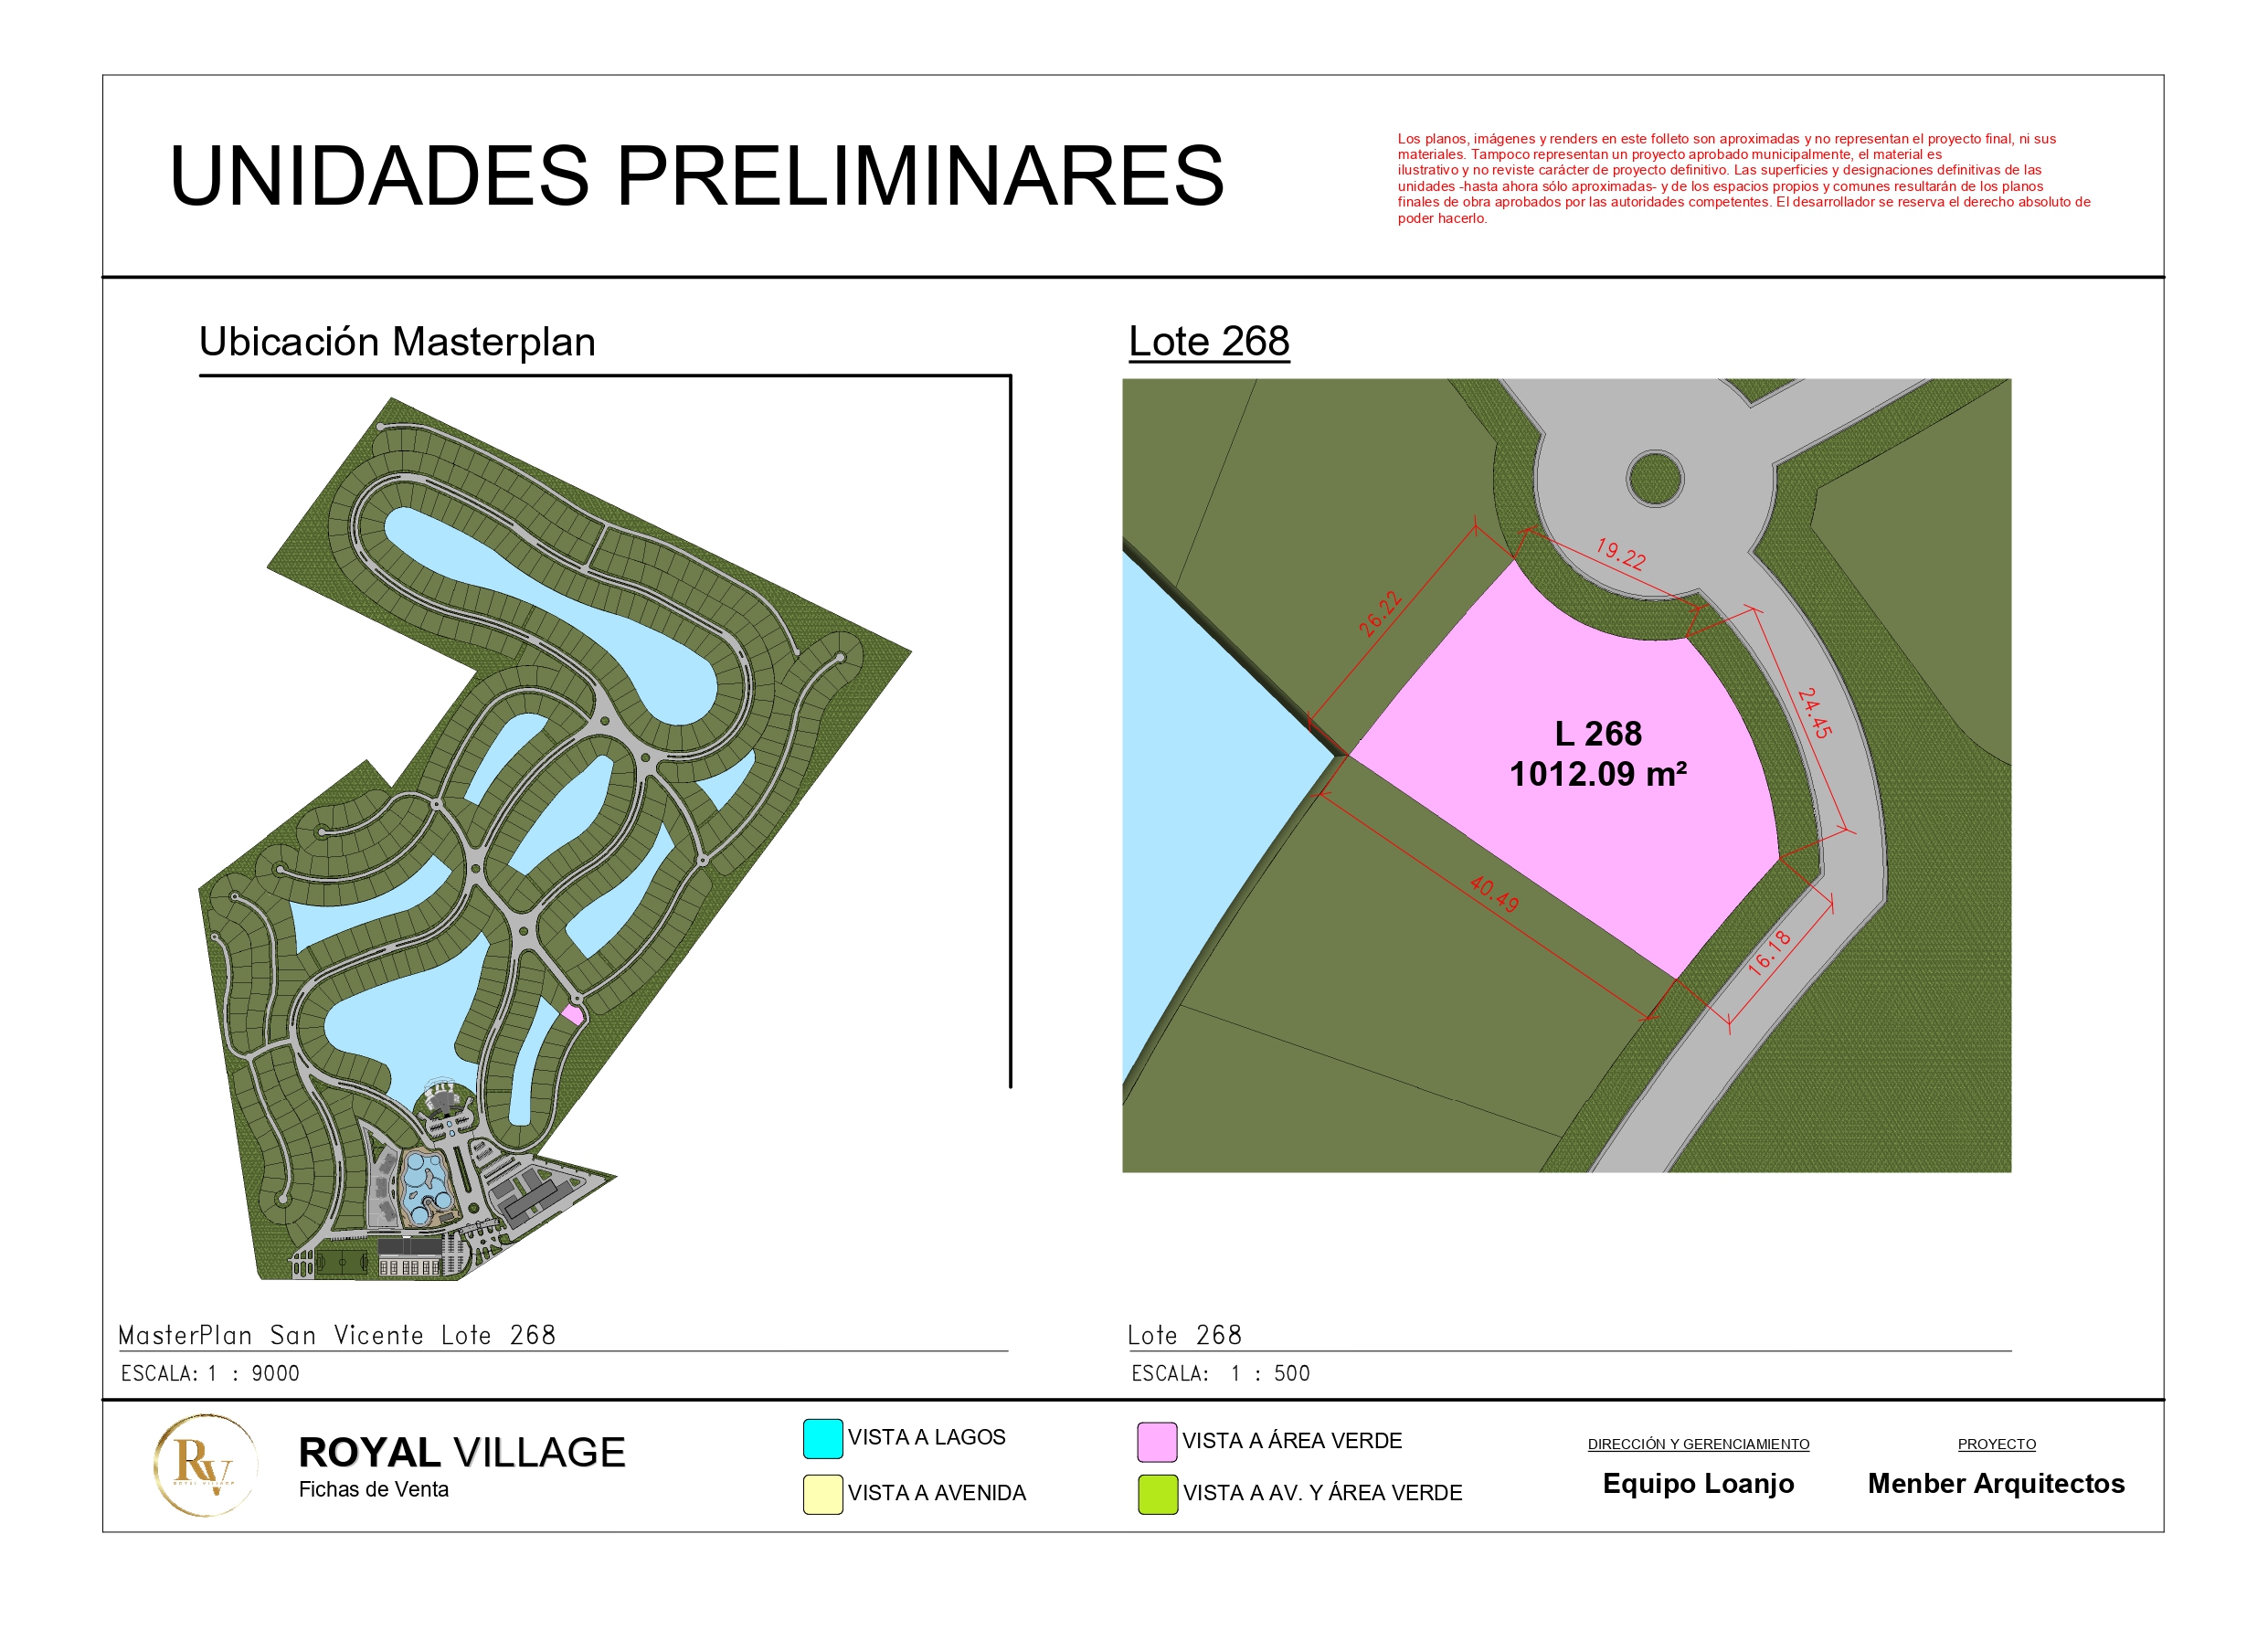 UNIDADES PRELIMINARES
Los planos, imágenes y renders en este folleto son aproximadas y no representan el proyecto final, ni sus
materiales. Tampoco representan un proyecto aprobado municipalmente, el material es
ilustrativo y no reviste carácter de proyecto definitivo. Las superficies y designaciones definitivas de las
unidades -hasta ahora sólo aproximadas- y de los espacios propios y comunes resultarán de los planos
finales de obra aprobados por las autoridades competentes. El desarrollador se reserva el derecho absoluto de
poder hacerlo.
Ubicación Masterplan
Lote 268
19.22
26.22
24.45
L 268
1012.09 m²
40.49
16.18
MasterPlan San Vicente Lote 268
ESCALA: 1 : 9000
Lote 268
ESCALA: 1 : 500
RV
ROYAL VILLAGE
ROYAL VILLAGE
Fichas de Venta
VISTA A LAGOS
VISTA A AVENIDA
VISTA A ÁREA VERDE
VISTA A AV. Y ÁREA VERDE
DIRECCIÓN Y GERENCIAMIENTO
Equipo Loanjo
PROYECTO
Menber Arquitectos